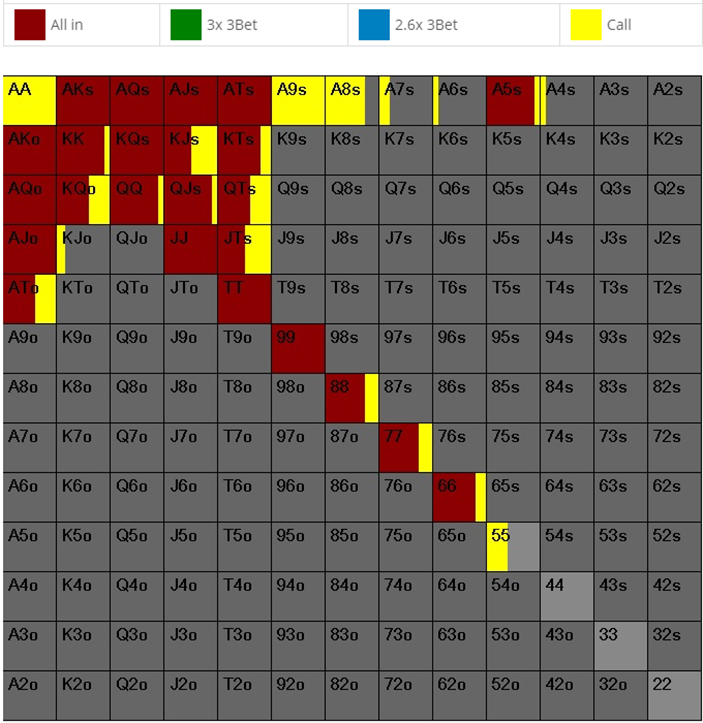 All in 3x 3Bet 2.6x 3Bet Call
AA AKs AQs AJs ATs A9s A8s A7s A6s A5s A4s A3s A2s
AKo KK KQs KJs KTs K9s K8s K7s K6s K5s K4s K3s K2s
AQo KQo QQ QJs QTs Q9s Q8s Q7s Q6s Q5s Q4s Q3s Q2s
AJo KJo QJo JJ JTs J9s J8s J7s J6s J5s J4s J3s J2s
ATo KTo QTo JTo TT T9s T8s T7s T6s T5s T4s T3s T2s
A9o K9o Q9o J9o T9o 99 98s 97s 96s 95s 94s 93s 92s
A8o K8o Q8o J8o T8o 98o 88 87s 86s 85s 84s 83s 82s
A7o K7o Q7o J7o T7o 97o 87o 77 76s 75s 74s 73s 72s
A6o K6o Q6o J6o T6o 96o 86o 76o 66 65s 64s 63s 62s
A5o K5o Q5o J5o T5o 95o 85o 75o 65o 55 54s 53s 52s
A4o K4o Q4o J4o T4o 94o 84o 74o 64o 54o 44 43s 42s
A3o K3o Q3o J3o T3o 93o 83o 73o 63o 53o 43o 33 32s
A2o K2o Q2o J2o T2o 92o 82o 72o 62o 52o 42o 32o 22